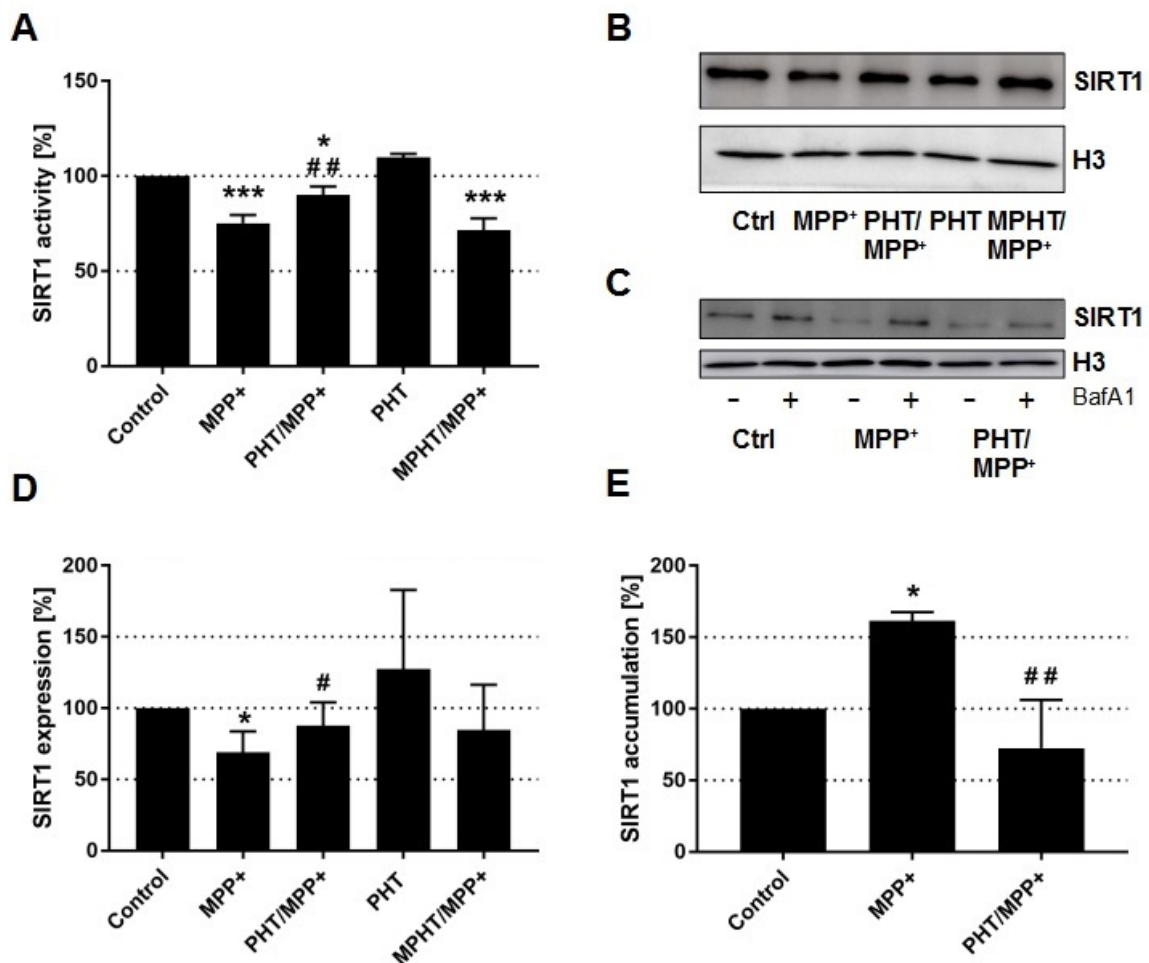 A
SIRT1 activity [%]
150
100
50
0
***
*
##
***
Control
MPP+
PHT/MPP+
PHT
MPHT/MPP+
B
SIRT1
H3
Ctrl MPP+ PHT/ PHT MPHT/
MPP+ MPP+
C
SIRT1
H3
- + - + - + BafA1
Ctrl MPP+ PHT/
MPP+
D
SIRT1 expression [%]
200
150
100
50
0
*
#
Control
MPP+
PHT/MPP+
PHT
MPHT/MPP+
E
SIRT1 accumulation [%]
200
150
100
50
0
*
##
Control
MPP+
PHT/MPP+